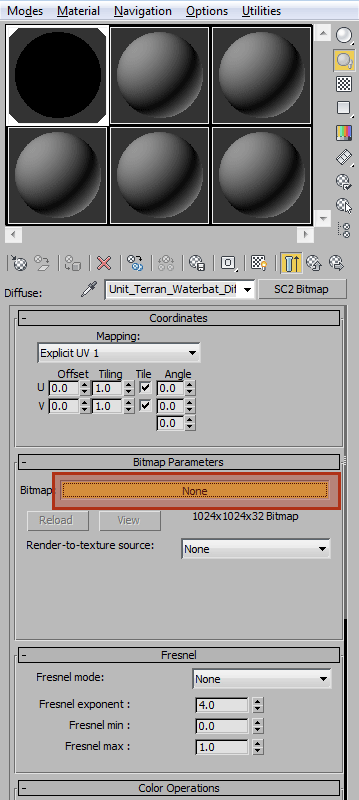 Modes Material Navigation Options Utilities
Diffuse: Unit_Terran_Waterbat_Dif SC2 Bitmap
- Coordinates
Mapping:
Explicit UV 1
Offset Tiling Tile Angle
U 0.0 1.0 0.0
V 0.0 1.0 0.0
0.0
- Bitmap Parameters
Bitmap: None
Reload View 1024x1024x32 Bitmap
Render-to-texture source: None
- Fresnel
Fresnel mode: None
Fresnel exponent : 4.0
Fresnel min : 0.0
Fresnel max : 1.0
- Color Operations